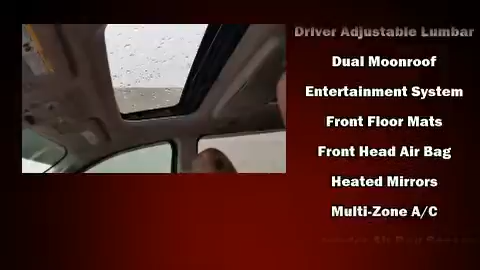 Driver Adjustable Lumbar
Dual Moonroof
Entertainment System
Front Floor Mats
Front Head Air Bag
Heated Mirrors
Multi-Zone A/C